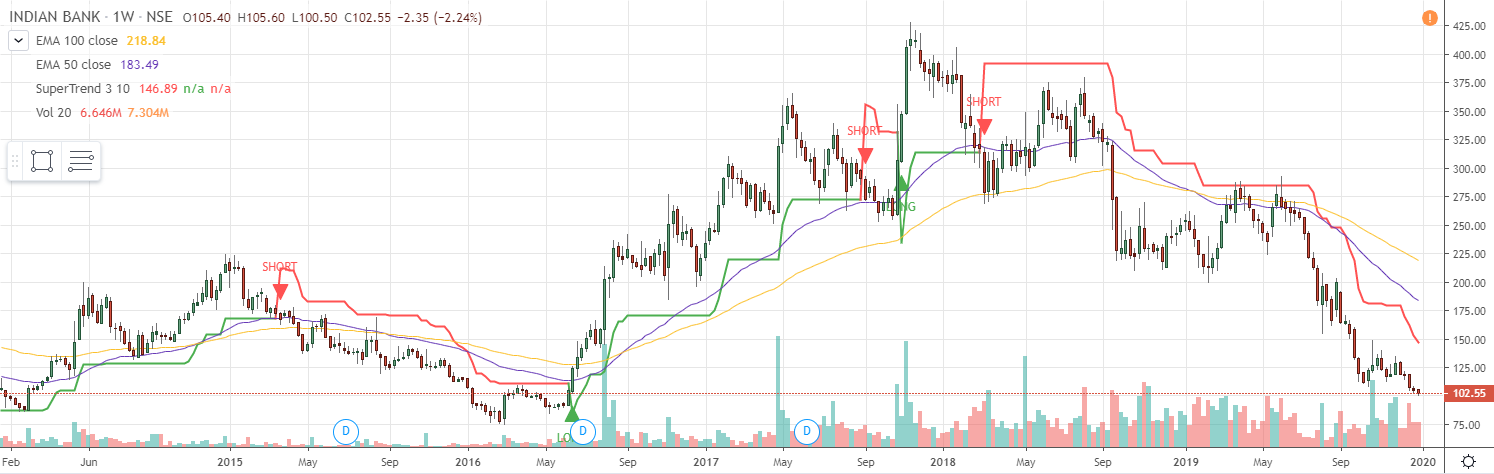 INDIAN BANK · 1W · NSE O105.40 H105.60 L100.50 C102.55 −2.35 (−2.24%)
EMA 100 close 218.84
EMA 50 close 183.49
SuperTrend 3 10 146.89 n/a n/a
Vol 20 6.646M 7.304M
425.00
400.00
375.00
350.00
325.00
300.00
275.00
250.00
225.00
200.00
175.00
150.00
125.00
102.55
75.00
SHORT
SHORT
SHORT
D
D
D
Feb Jun 2015 May Sep 2016 May Sep 2017 May Sep 2018 May Sep 2019 May Sep 2020